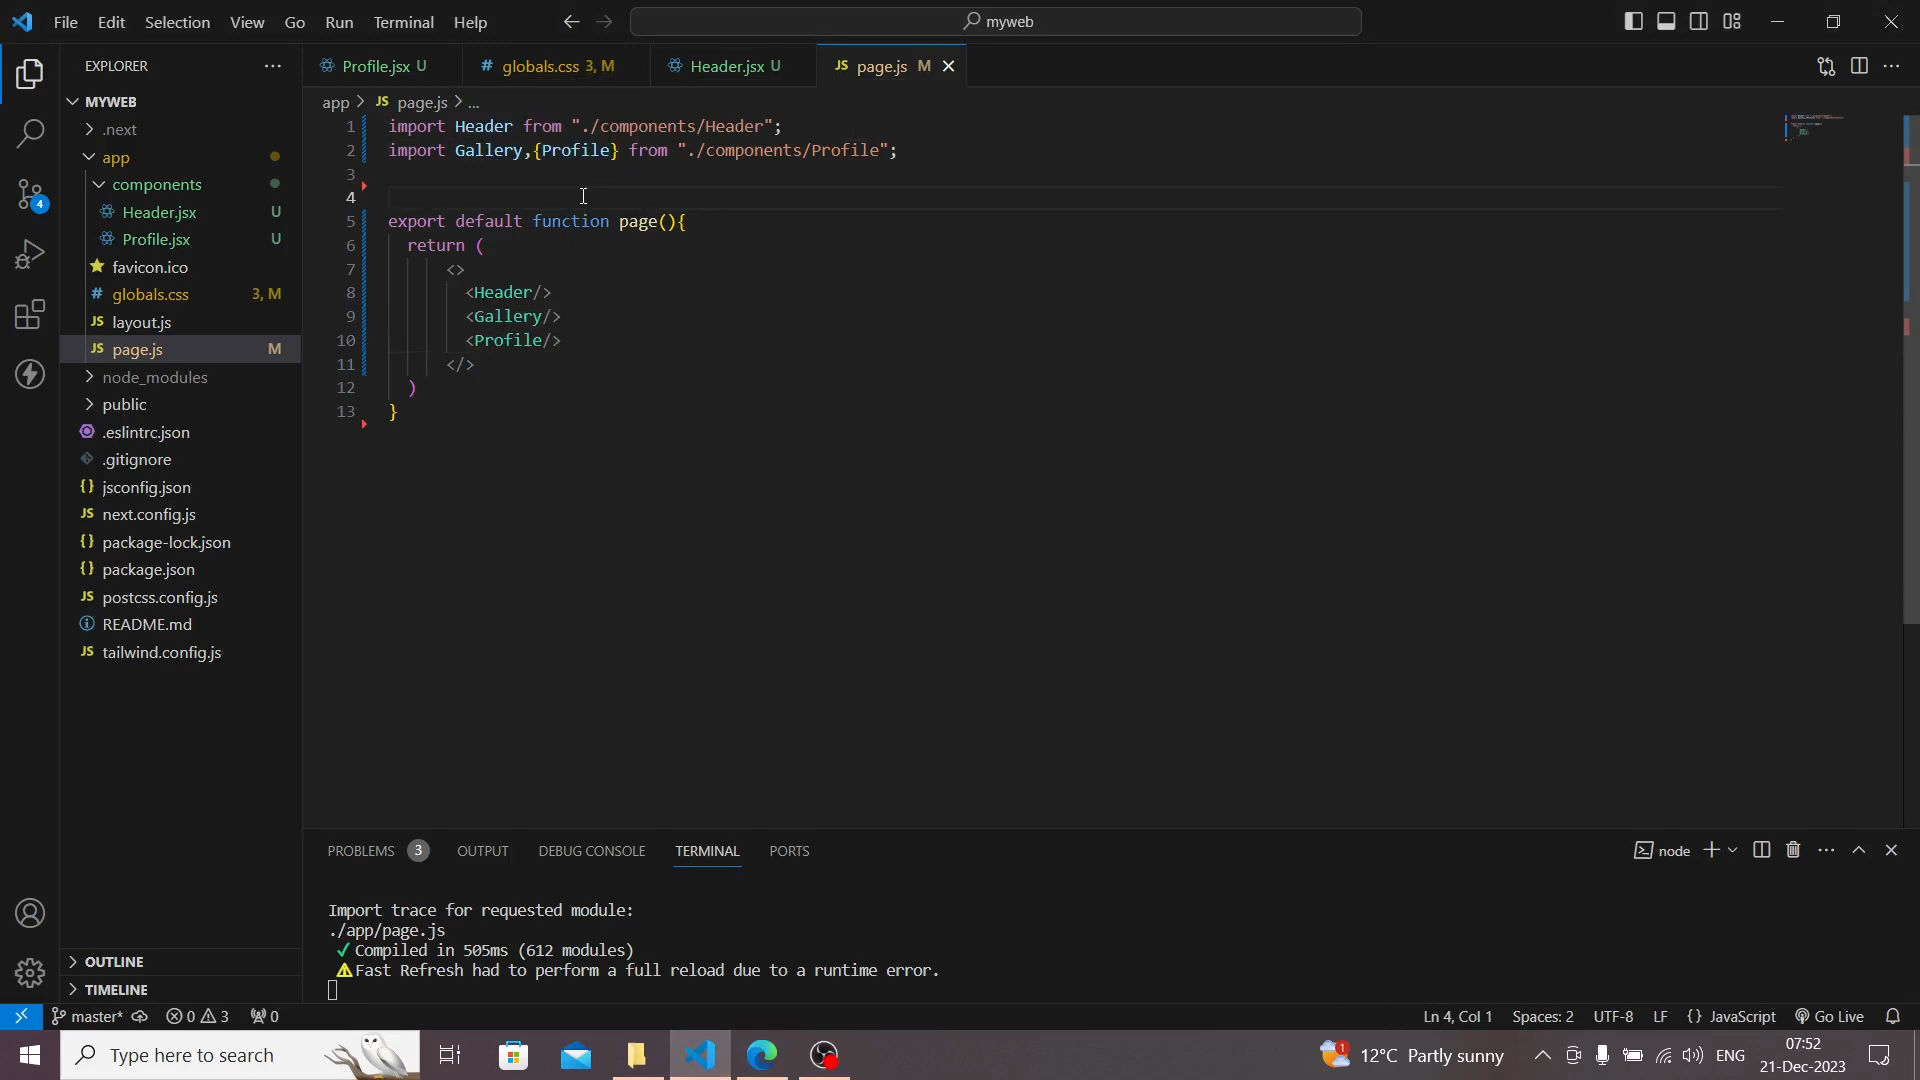 File Edit Selection View Go Run Terminal Help
myweb
EXPLORER
MYWEB
.next
app
components
Header.jsx U
Profile.jsx U
favicon.ico
globals.css 3, M
layout.js
page.js M
node_modules
public
.eslintrc.json
.gitignore
jsconfig.json
next.config.js
package-lock.json
package.json
postcss.config.js
README.md
tailwind.config.js
OUTLINE
TIMELINE
4
Profile.jsx U
globals.css 3, M
Header.jsx U
JS page.js M
app > JS page.js > ...
1 import Header from "./components/Header";
2 import Gallery,{Profile} from "./components/Profile";
3
4
5 export default function page(){
6 return (
7 <>
8 <Header/>
9 <Gallery/>
10 <Profile/>
11 </>
12 )
13 }
PROBLEMS 3 OUTPUT DEBUG CONSOLE TERMINAL PORTS
node
Import trace for requested module:
./app/page.js
✓ Compiled in 505ms (612 modules)
⚠ Fast Refresh had to perform a full reload due to a runtime error.
master* 0 3 0
Ln 4, Col 1 Spaces: 2 UTF-8 LF {} JavaScript Go Live
Type here to search
1 12°C Partly sunny
ENG
07:52
21-Dec-2023